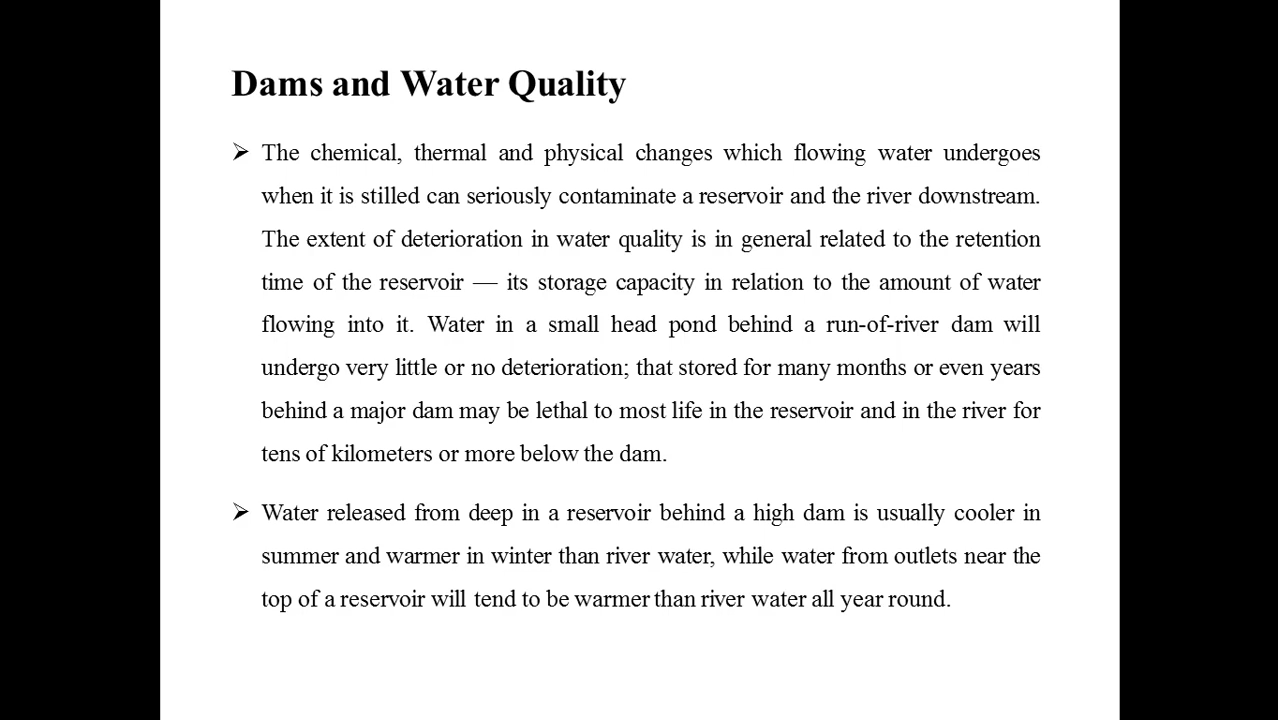 Dams and Water Quality
➢ The chemical, thermal and physical changes which flowing water undergoes
when it is stilled can seriously contaminate a reservoir and the river downstream.
The extent of deterioration in water quality is in general related to the retention
time of the reservoir — its storage capacity in relation to the amount of water
flowing into it. Water in a small head pond behind a run-of-river dam will
undergo very little or no deterioration; that stored for many months or even years
behind a major dam may be lethal to most life in the reservoir and in the river for
tens of kilometers or more below the dam.
➢ Water released from deep in a reservoir behind a high dam is usually cooler in
summer and warmer in winter than river water, while water from outlets near the
top of a reservoir will tend to be warmer than river water all year round.